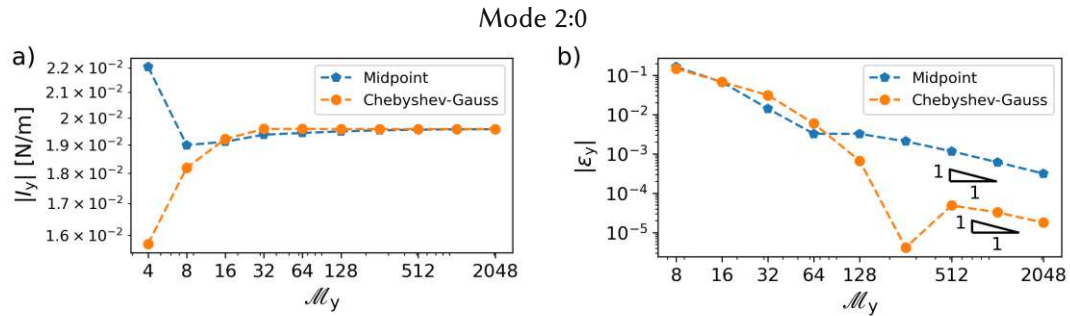 Mode 2:0
a)
|I_y| [N/m]
2.2 × 10⁻²
2.1 × 10⁻²
2 × 10⁻²
1.9 × 10⁻²
1.8 × 10⁻²
1.7 × 10⁻²
1.6 × 10⁻²
Midpoint
Chebyshev-Gauss
4 8 16 32 64 128 512 2048
ℳ_y
b)
|ε_y|
10⁻¹
10⁻²
10⁻³
10⁻⁴
10⁻⁵
Midpoint
Chebyshev-Gauss
1
1
1
1
8 16 32 64 128 512 2048
ℳ_y